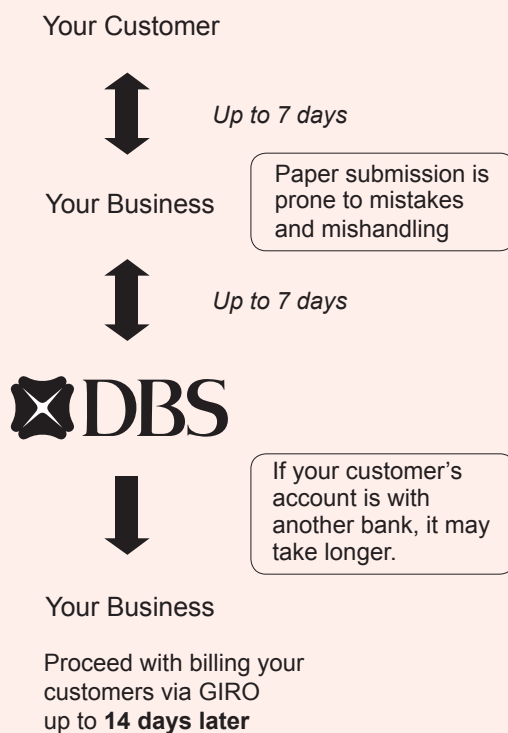 Your Customer
Up to 7 days
Your Business
Paper submission is
prone to mistakes
and mishandling
Up to 7 days
DBS
If your customer’s
account is with
another bank, it may
take longer.
Your Business
Proceed with billing your
customers via GIRO
up to 14 days later